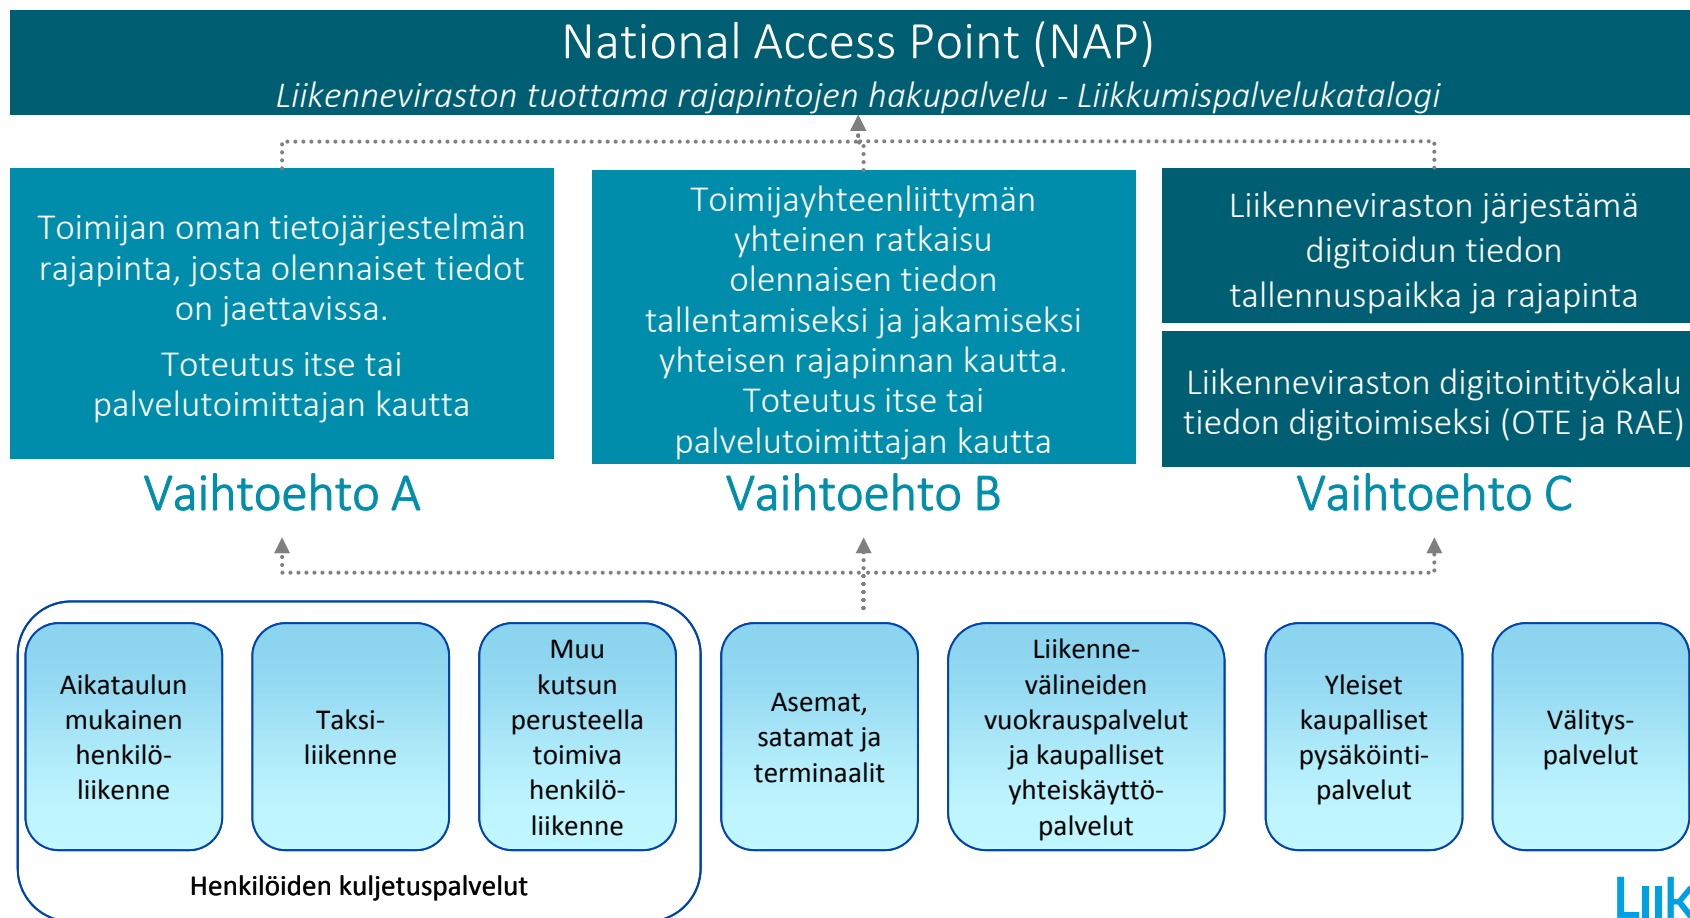 National Access Point (NAP)
Liikenneviraston tuottama rajapintojen hakupalvelu - Liikkumispalvelukatalogi
Toimijan oman tietojärjestelmän
rajapinta, josta olennaiset tiedot
on jaettavissa.
Toteutus itse tai
palvelutoimittajan kautta
Vaihtoehto A
Toimijayhteenliittymän
yhteinen ratkaisu
olennaisen tiedon
tallentamiseksi ja jakamiseksi
yhteisen rajapinnan kautta.
Toteutus itse tai
palvelutoimittajan kautta
Vaihtoehto B
Liikenneviraston järjestämä
digitoidun tiedon
tallennuspaikka ja rajapinta
Liikenneviraston digitointityökalu
tiedon digitoimiseksi (OTE ja RAE)
Vaihtoehto C
Aikataulun
mukainen
henkilö-
liikenne
Taksi-
liikenne
Muu
kutsun
perusteella
toimiva
henkilö-
liikenne
Henkilöiden kuljetuspalvelut
Asemat,
satamat ja
terminaalit
Liikenne-
välineiden
vuokrauspalvelut
ja kaupalliset
yhteiskäyttö-
palvelut
Yleiset
kaupalliset
pysäköinti-
palvelut
Välitys-
palvelut
Liik